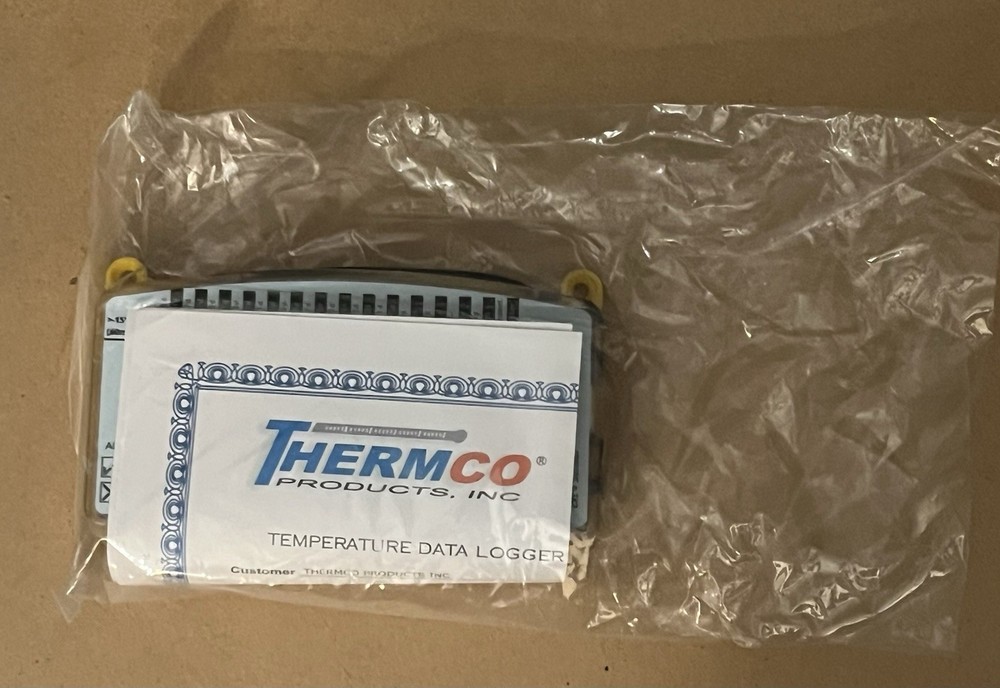 THERMCO®
PRODUCTS, INC
TEMPERATURE DATA LOGGER
Customer THERMCO PRODUCTS INC